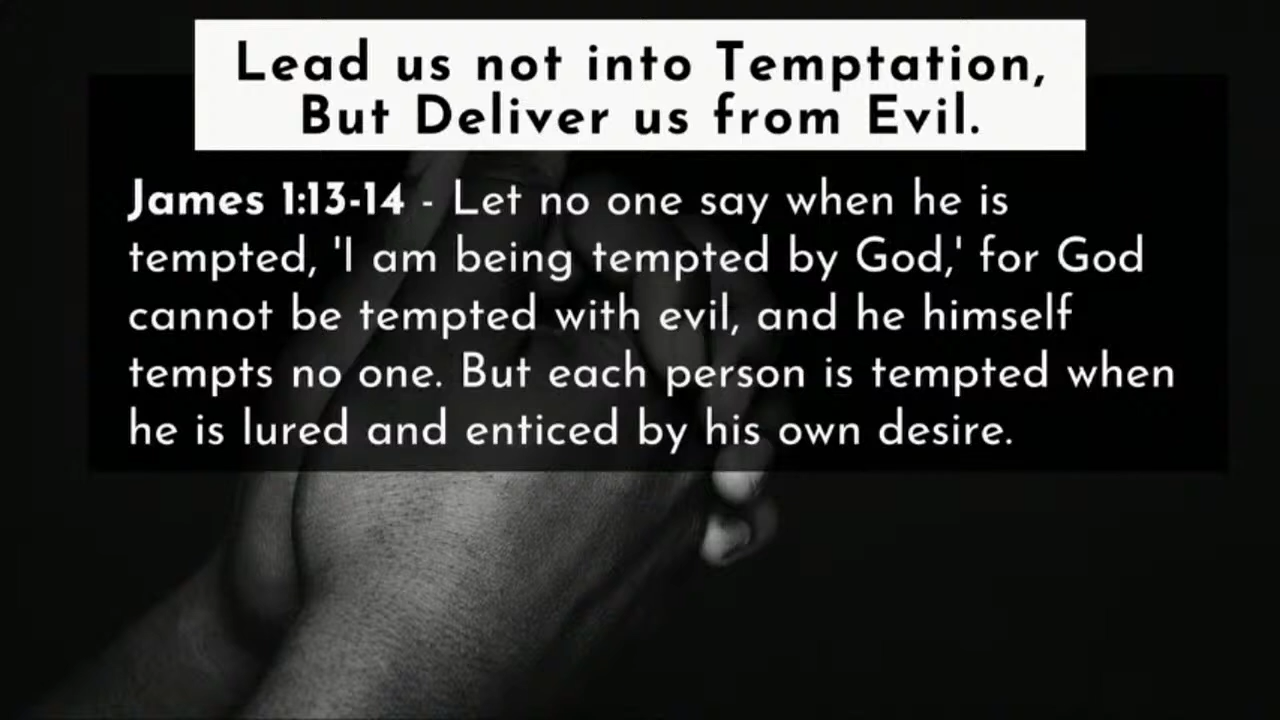 Lead us not into Temptation,
But Deliver us from Evil.
James 1:13-14 - Let no one say when he is
tempted, 'I am being tempted by God,' for God
cannot be tempted with evil, and he himself
tempts no one. But each person is tempted when
he is lured and enticed by his own desire.